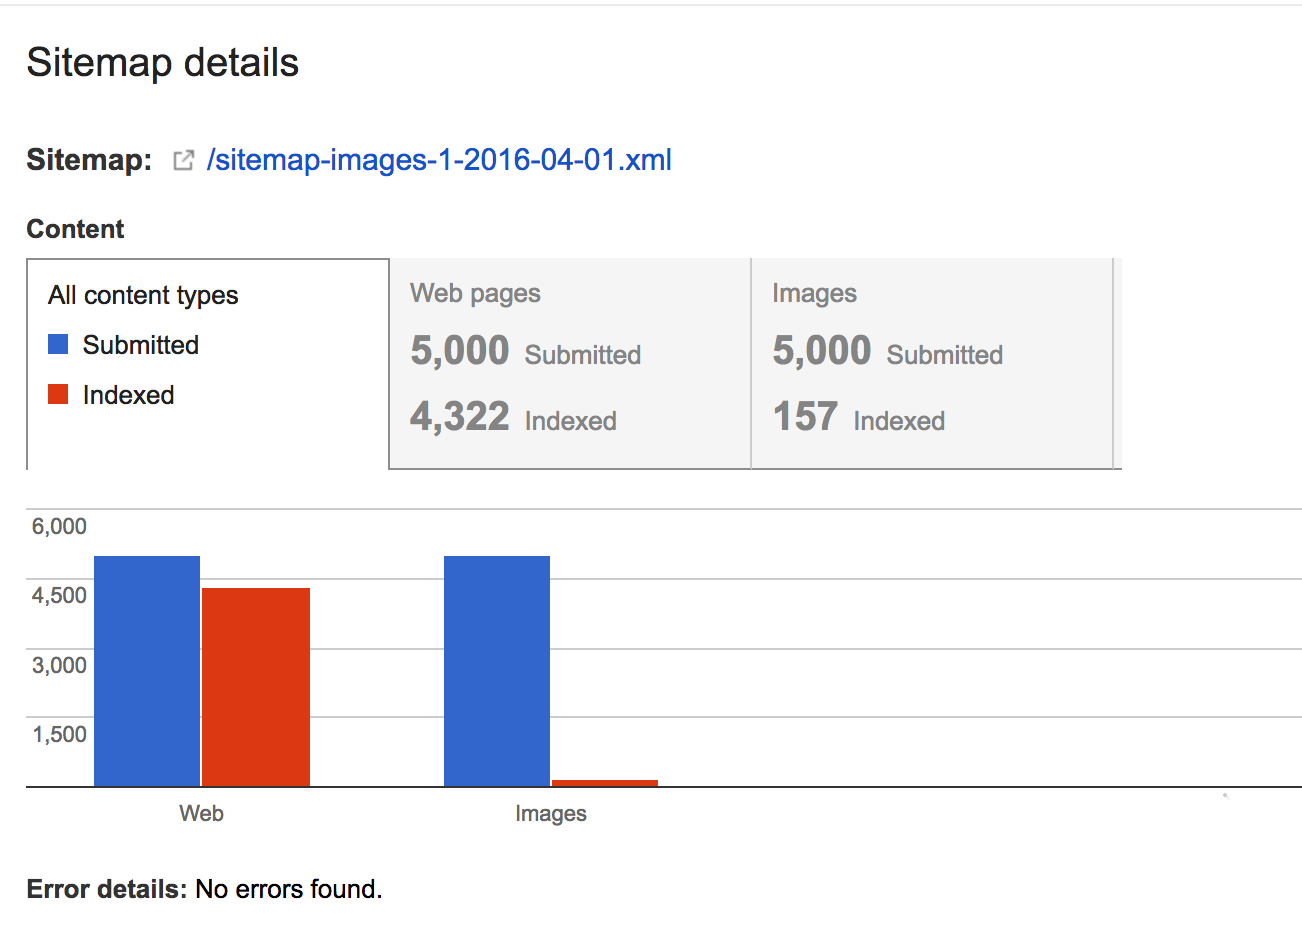 Sitemap details
Sitemap: /sitemap-images-1-2016-04-01.xml
Content
All content types
Submitted
Indexed
Web pages
5,000 Submitted
4,322 Indexed
Images
5,000 Submitted
157 Indexed
6,000
4,500
3,000
1,500
Web
Images
Error details: No errors found.